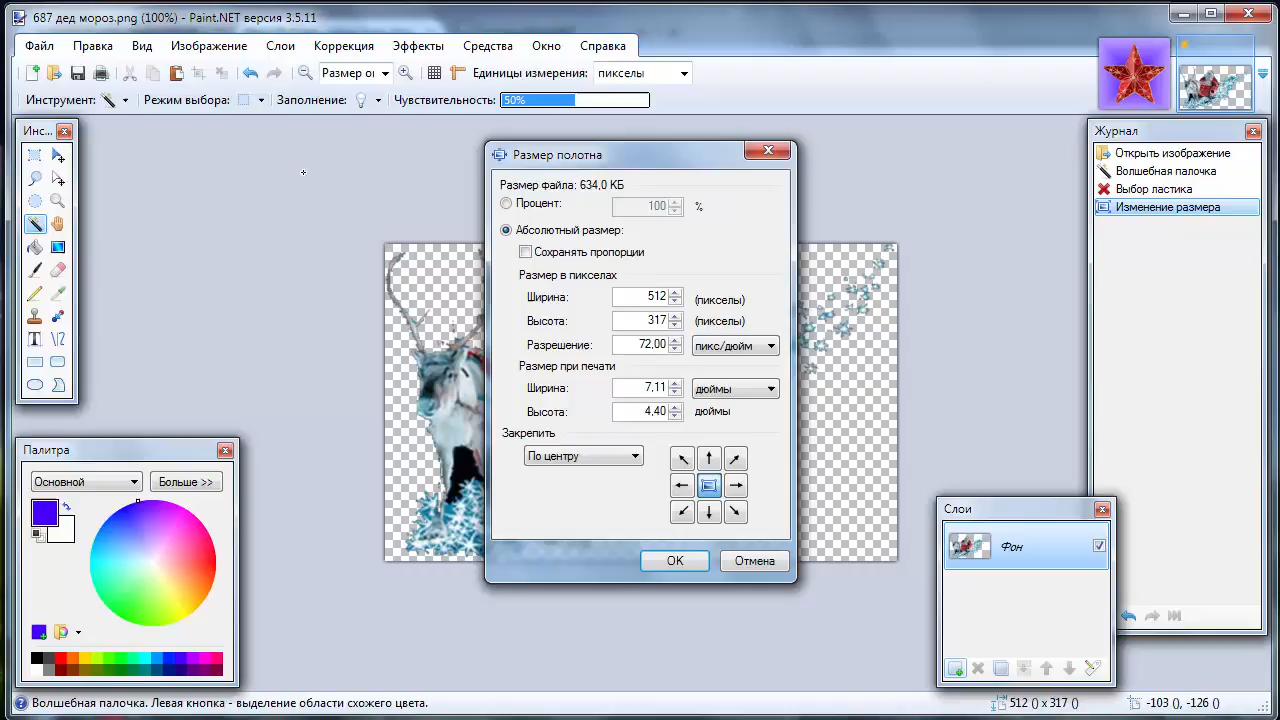 687 дед мороз.png (100%) - Paint.NET версия 3.5.11
Файл Правка Вид Изображение Слои Коррекция Эффекты Средства Окно Справка
Единицы измерения: пикселы
Инструмент: Режим выбора: Заполнение: Чувствительность: 50%
Инс...
Журнал
Открыть изображение
Волшебная палочка
Выбор ластика
Изменение размера
Размер полотна
Размер файла: 634,0 КБ
Процент: 100 %
Абсолютный размер:
Сохранять пропорции
Размер в пикселах
Ширина: 512 (пикселы)
Высота: 317 (пикселы)
Разрешение: 72,00 пикс/дюйм
Размер при печати
Ширина: 7,11 дюймы
Высота: 4,40 дюймы
Закрепить
По центру
OK Отмена
Палитра
Основной Больше >>
Слои
Фон
Волшебная палочка. Левая кнопка - выделение области схожего цвета. 512 () x 317 () -103 (), -126 ()